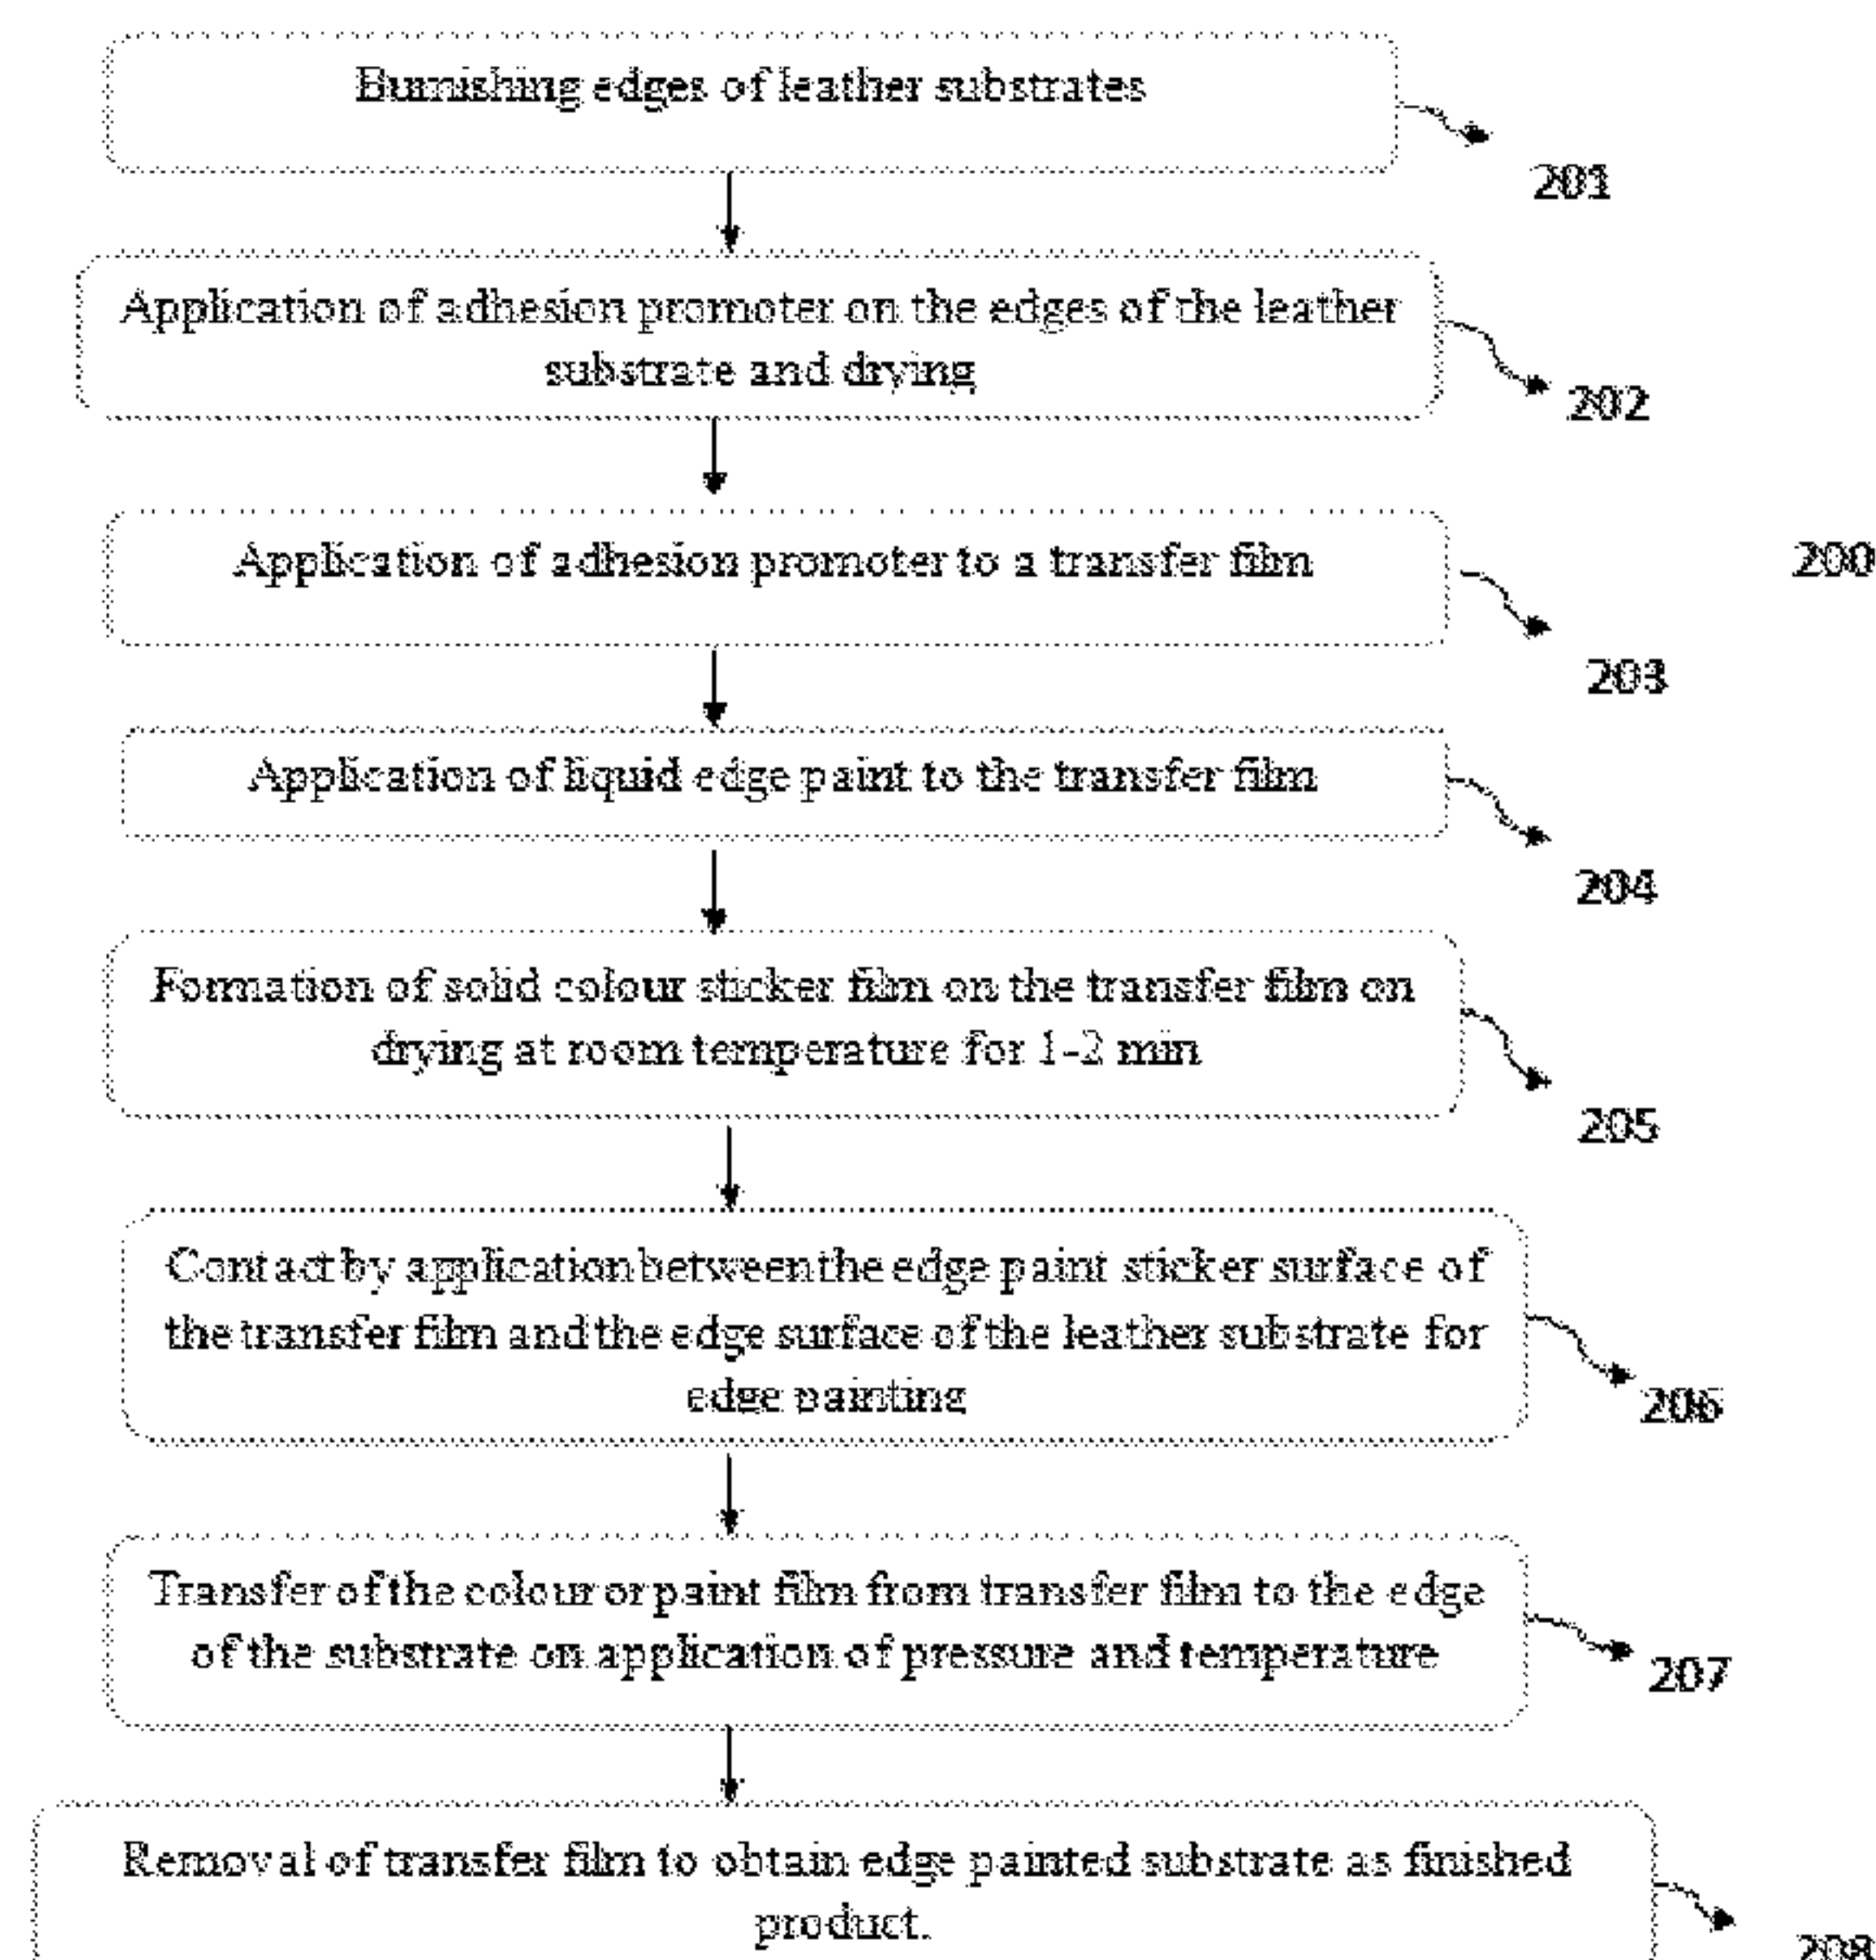 Burnishing edges of leather substrates
201
Application of adhesion promoter on the edges of the leather
substrate and drying
202
Application of adhesion promoter to a transfer film
200
203
Application of liquid edge paint to the transfer film
204
Formation of solid colour sticker film on the transfer film on
drying at room temperature for 1-2 min
205
Contact by application between the edge paint sticker surface of
the transfer film and the edge surface of the leather substrate for
edge painting
206
Transfer of the colour or paint film from transfer film to the edge
of the substrate on application of pressure and temperature
207
Removal of transfer film to obtain edge painted substrate as finished
product.
208